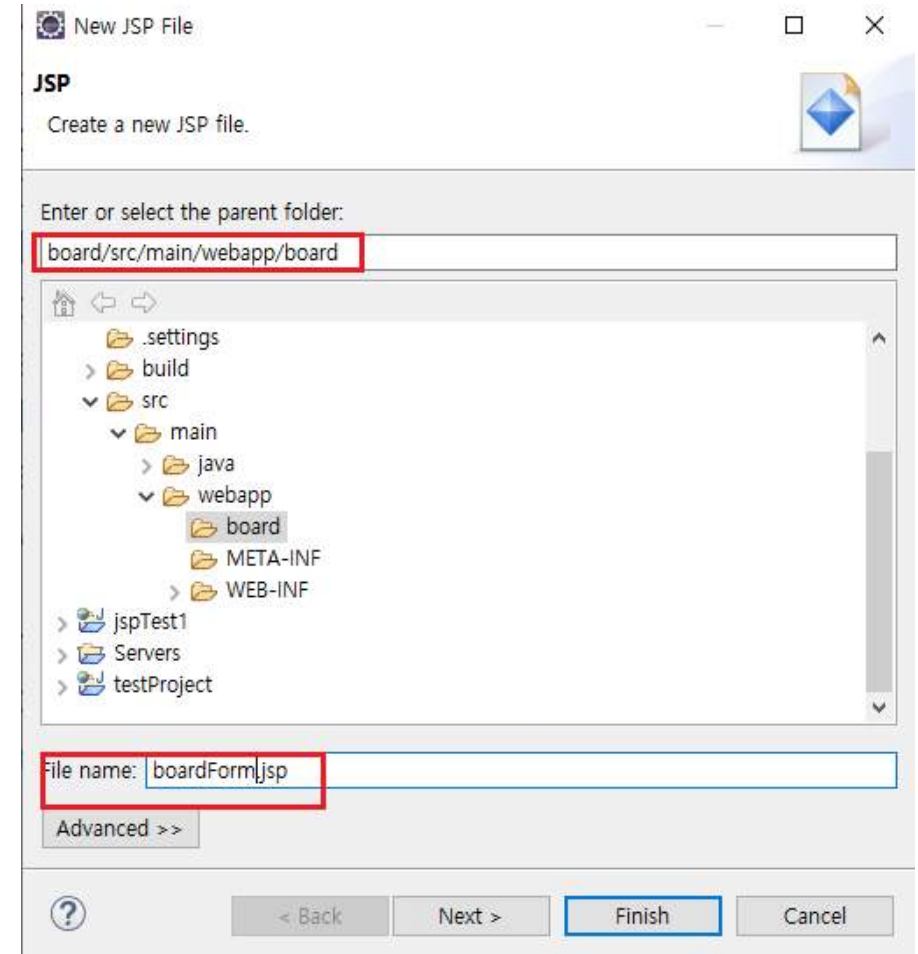 New JSP File
JSP
Create a new JSP file.
Enter or select the parent folder:
board/src/main/webapp/board
.settings
build
src
main
java
webapp
board
META-INF
WEB-INF
jspTest1
Servers
testProject
File name: boardForm.jsp
Advanced >>
< Back Next > Finish Cancel